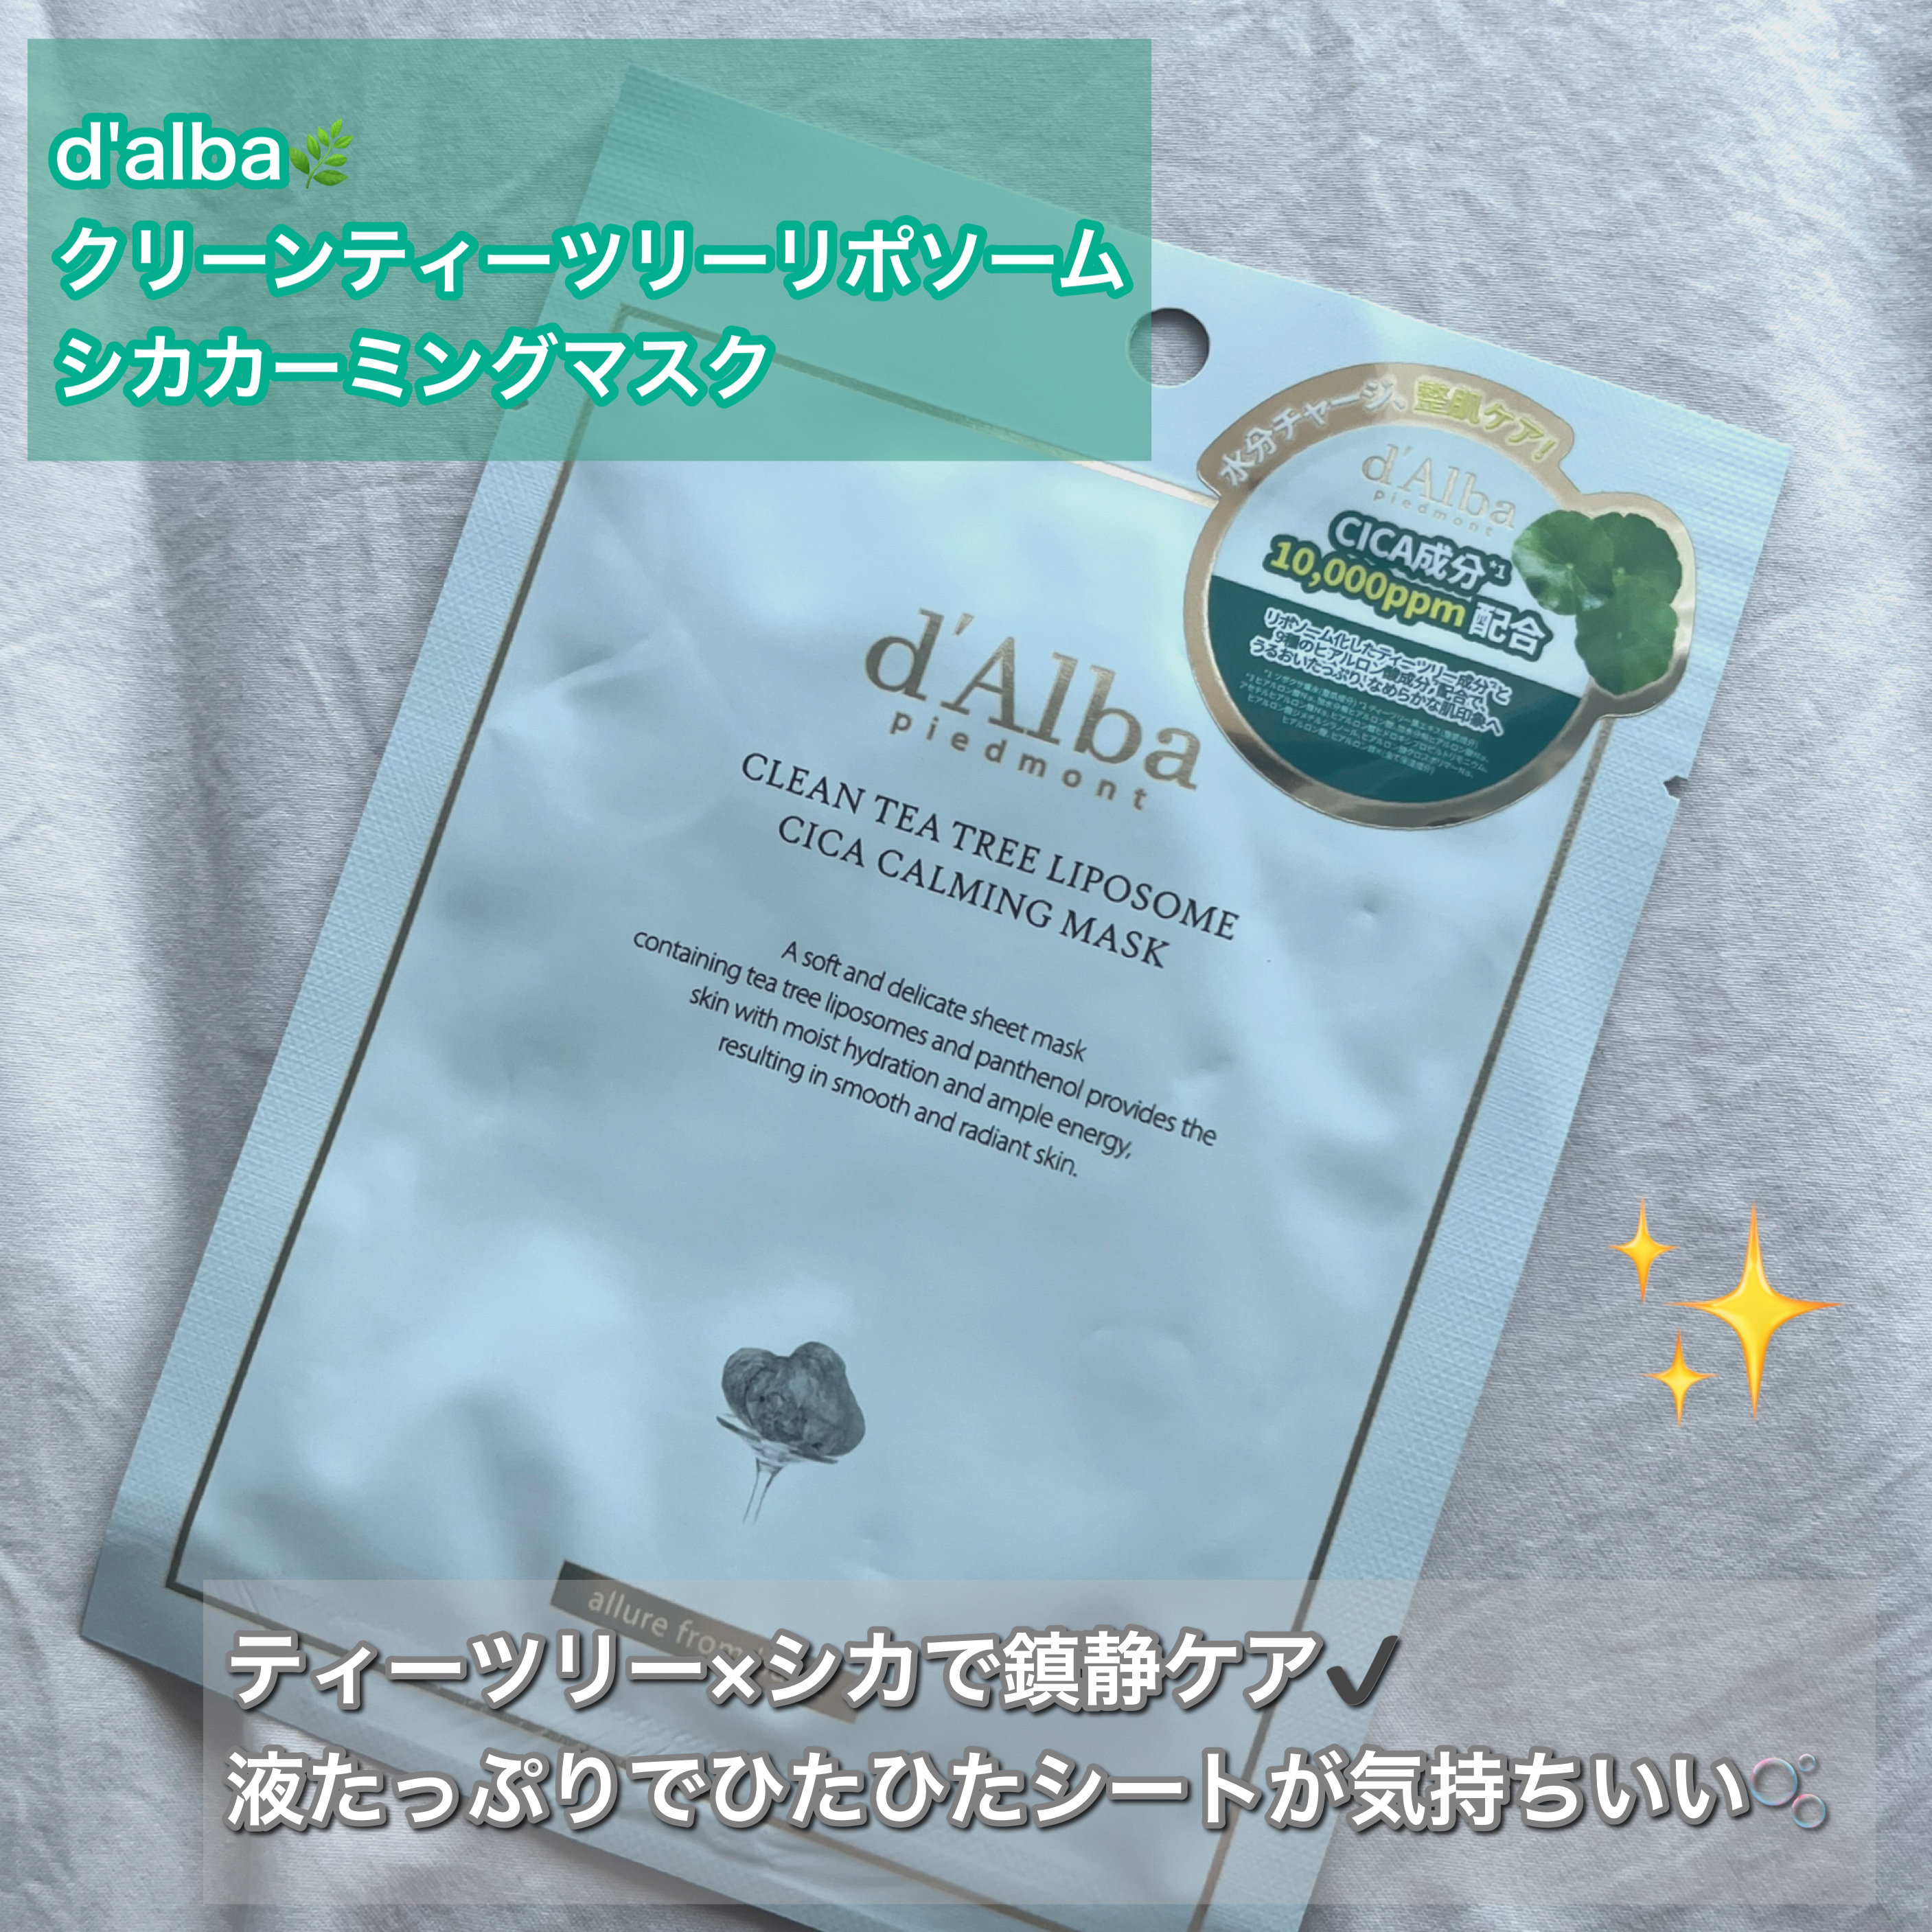 d'alba🌿
クリーンティーツリーリポソーム
シカカーミングマスク
水分チャージ、整肌ケア!
d'Alba
piedmont
CICA成分*1
10,000ppm配合
リポソーム化したティーツリー成分*2と
9種のヒアルロン酸成分*3配合で、
うるおいたっぷり、なめらかな肌印象へ
d'Alba
piedmont
CLEAN TEA TREE LIPOSOME
CICA CALMING MASK
A soft and delicate sheet mask
containing tea tree liposomes and panthenol provides the
skin with moist hydration and ample energy,
resulting in smooth and radiant skin.
allure from
ティーツリー×シカで鎮静ケア✔
液たっぷりでひたひたシートが気持ちいい🫧